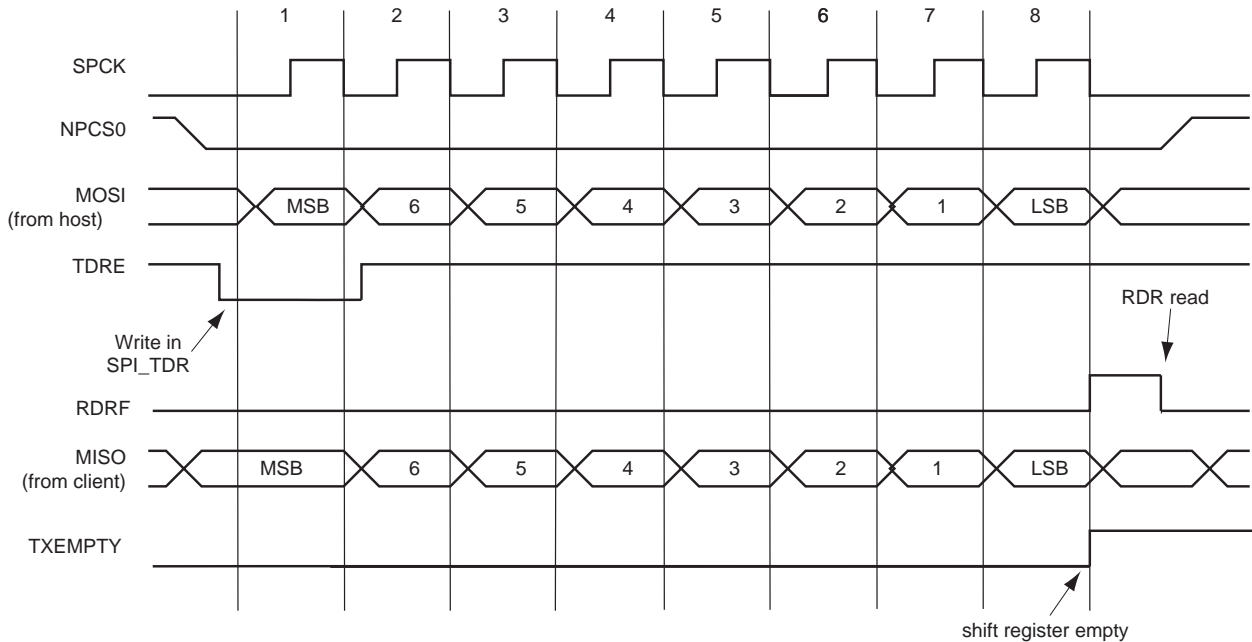 1 2 3 4 5 6 7 8
SPCK
NPCS0
MOSI
(from host)
MSB 6 5 4 3 2 1 LSB
TDRE
Write in
SPI_TDR
RDR read
RDRF
MISO
(from client)
MSB 6 5 4 3 2 1 LSB
TXEMPTY
shift register empty